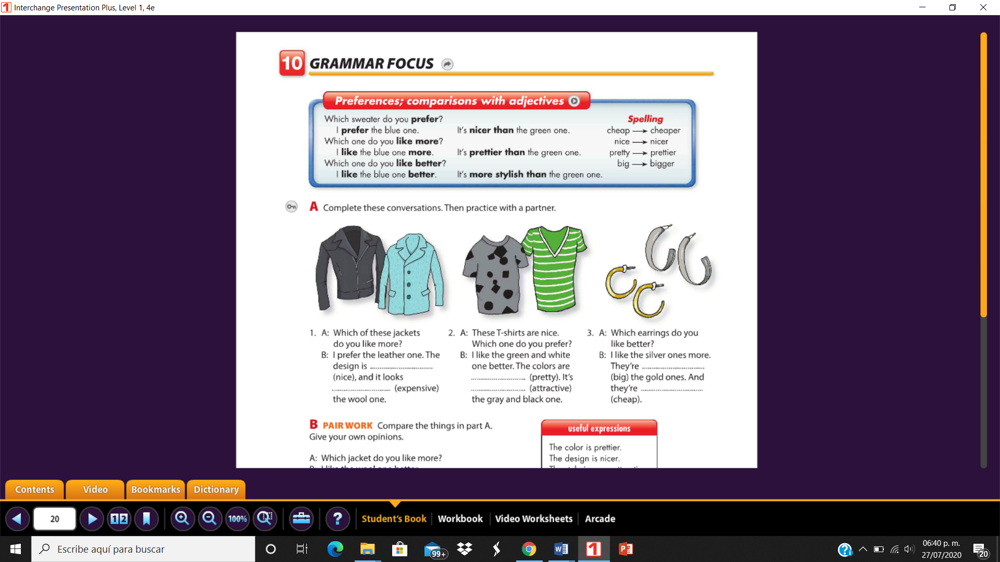 Interchange Presentation Plus, Level 1, 4e
10 GRAMMAR FOCUS
Preferences; comparisons with adjectives
Which sweater do you prefer?
I prefer the blue one. It's nicer than the green one.
Which one do you like more?
I like the blue one more. It's prettier than the green one.
Which one do you like better?
I like the blue one better. It's more stylish than the green one.
Spelling
cheap → cheaper
nice → nicer
pretty → prettier
big → bigger
A Complete these conversations. Then practice with a partner.
1. A: Which of these jackets
do you like more?
B: I prefer the leather one. The
design is ..............................
(nice), and it looks
.............................. (expensive)
the wool one.
2. A: These T-shirts are nice.
Which one do you prefer?
B: I like the green and white
one better. The colors are
.............................. (pretty). It's
.............................. (attractive)
the gray and black one.
3. A: Which earrings do you
like better?
B: I like the silver ones more.
They're ..............................
(big) the gold ones. And
they're ..............................
(cheap).
B PAIR WORK Compare the things in part A.
Give your own opinions.
A: Which jacket do you like more?
useful expressions
The color is prettier.
The design is nicer.
Contents Video Bookmarks Dictionary
20 12 100% ? Student's Book Workbook Video Worksheets Arcade
Escribe aquí para buscar
99+
06:40 p. m.
27/07/2020
20